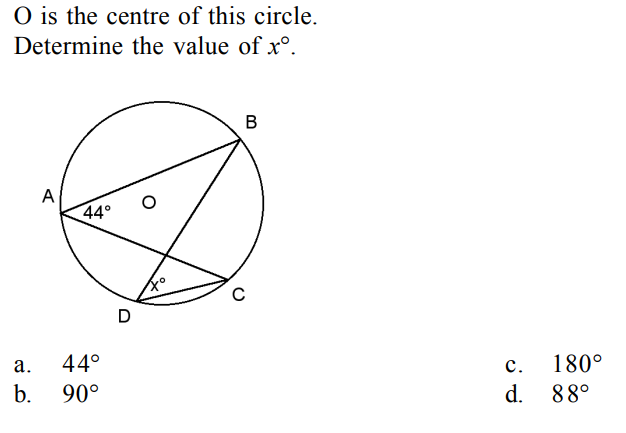 O is the centre of this circle.
Determine the value of x°.
B
A
44°
O
x°
C
D
a. 44°
b. 90°
c. 180°
d. 88°